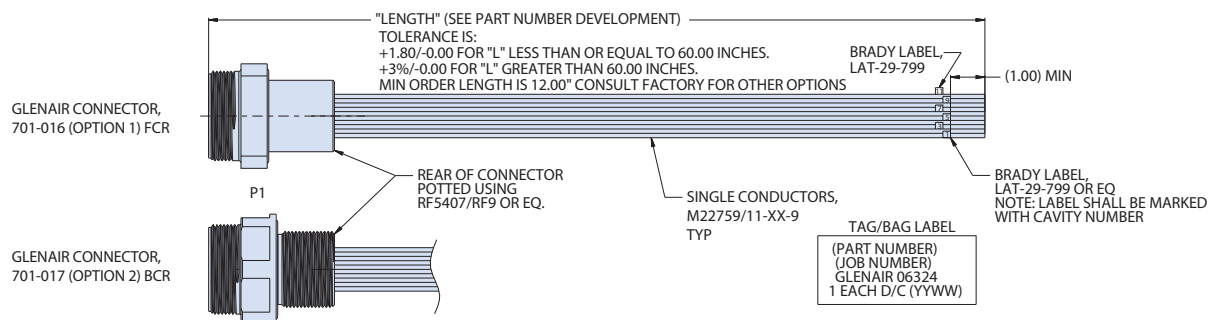 "LENGTH" (SEE PART NUMBER DEVELOPMENT)
TOLERANCE IS:
+1.80/-0.00 FOR "L" LESS THAN OR EQUAL TO 60.00 INCHES.
+3%/-0.00 FOR "L" GREATER THAN 60.00 INCHES.
MIN ORDER LENGTH IS 12.00" CONSULT FACTORY FOR OTHER OPTIONS
BRADY LABEL,
LAT-29-799
(1.00) MIN
GLENAIR CONNECTOR,
701-016 (OPTION 1) FCR
P1
REAR OF CONNECTOR
POTTED USING
RF5407/RF9 OR EQ.
SINGLE CONDUCTORS,
M22759/11-XX-9
TYP
BRADY LABEL,
LAT-29-799 OR EQ
NOTE: LABEL SHALL BE MARKED
WITH CAVITY NUMBER
GLENAIR CONNECTOR,
701-017 (OPTION 2) BCR
TAG/BAG LABEL
(PART NUMBER)
(JOB NUMBER)
GLENAIR 06324
1 EACH D/C (YYWW)